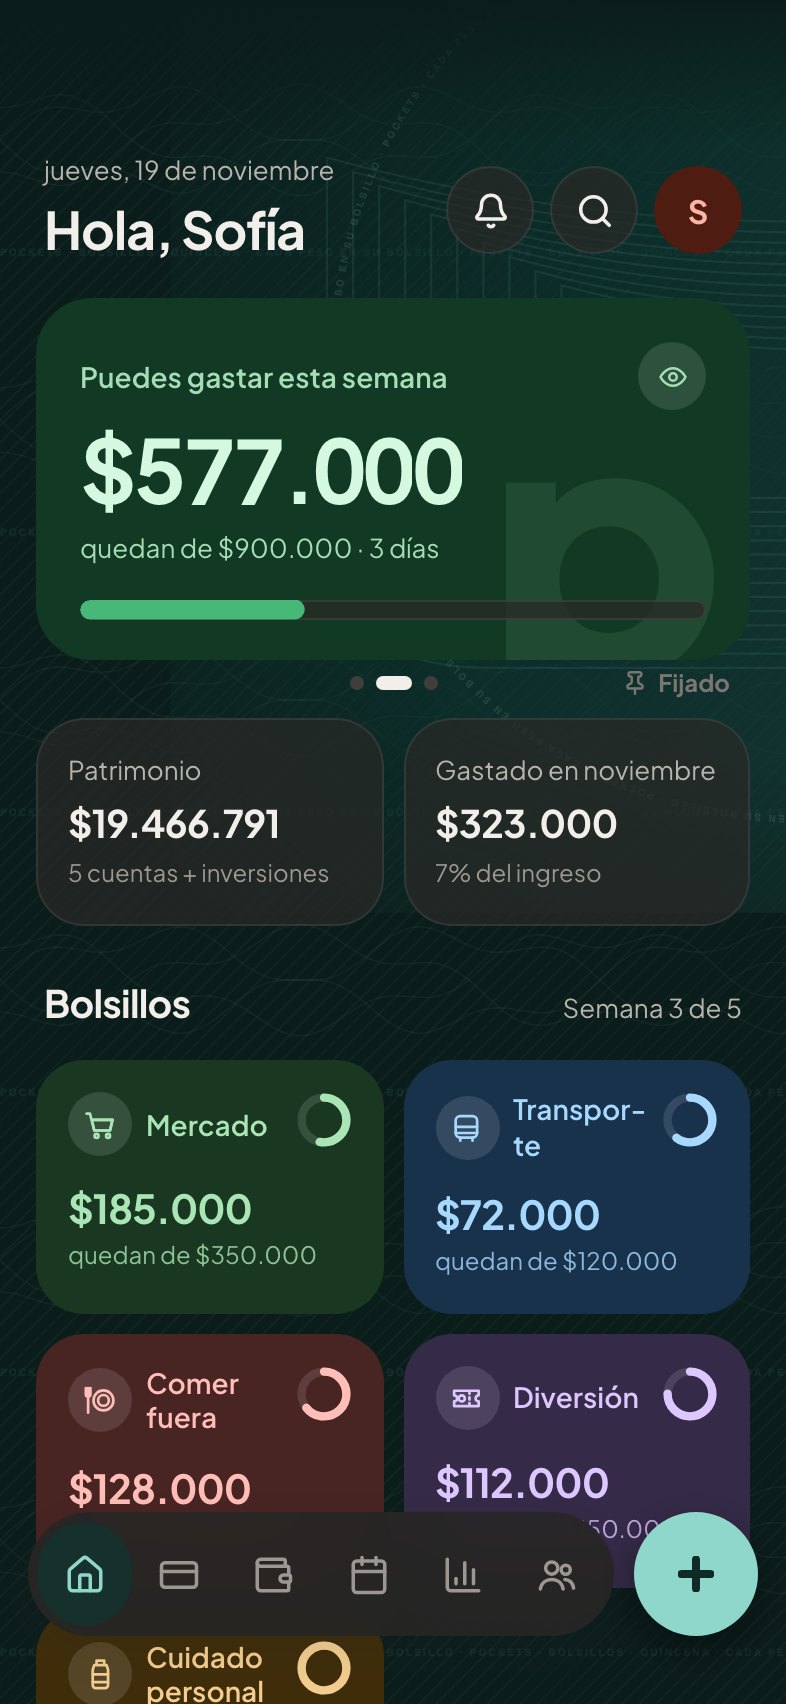 jueves, 19 de noviembre
Hola, Sofía
S
Puedes gastar esta semana
$577.000
quedan de $900.000 · 3 días
Fijado
Patrimonio
$19.466.791
5 cuentas + inversiones
Gastado en noviembre
$323.000
7% del ingreso
Bolsillos
Semana 3 de 5
Mercado
$185.000
quedan de $350.000
Transpor-
te
$72.000
quedan de $120.000
Comer
fuera
$128.000
Diversión
$112.000
Cuidado
personal